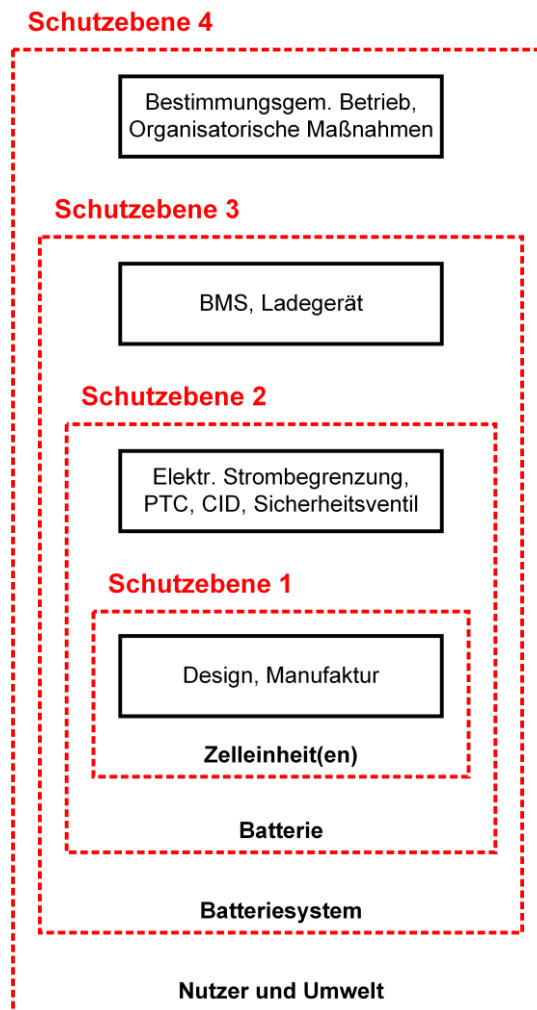 Schutzebene 4
Bestimmungsgem. Betrieb,
Organisatorische Maßnahmen
Schutzebene 3
BMS, Ladegerät
Schutzebene 2
Elektr. Strombegrenzung,
PTC, CID, Sicherheitsventil
Schutzebene 1
Design, Manufaktur
Zelleinheit(en)
Batterie
Batteriesystem
Nutzer und Umwelt